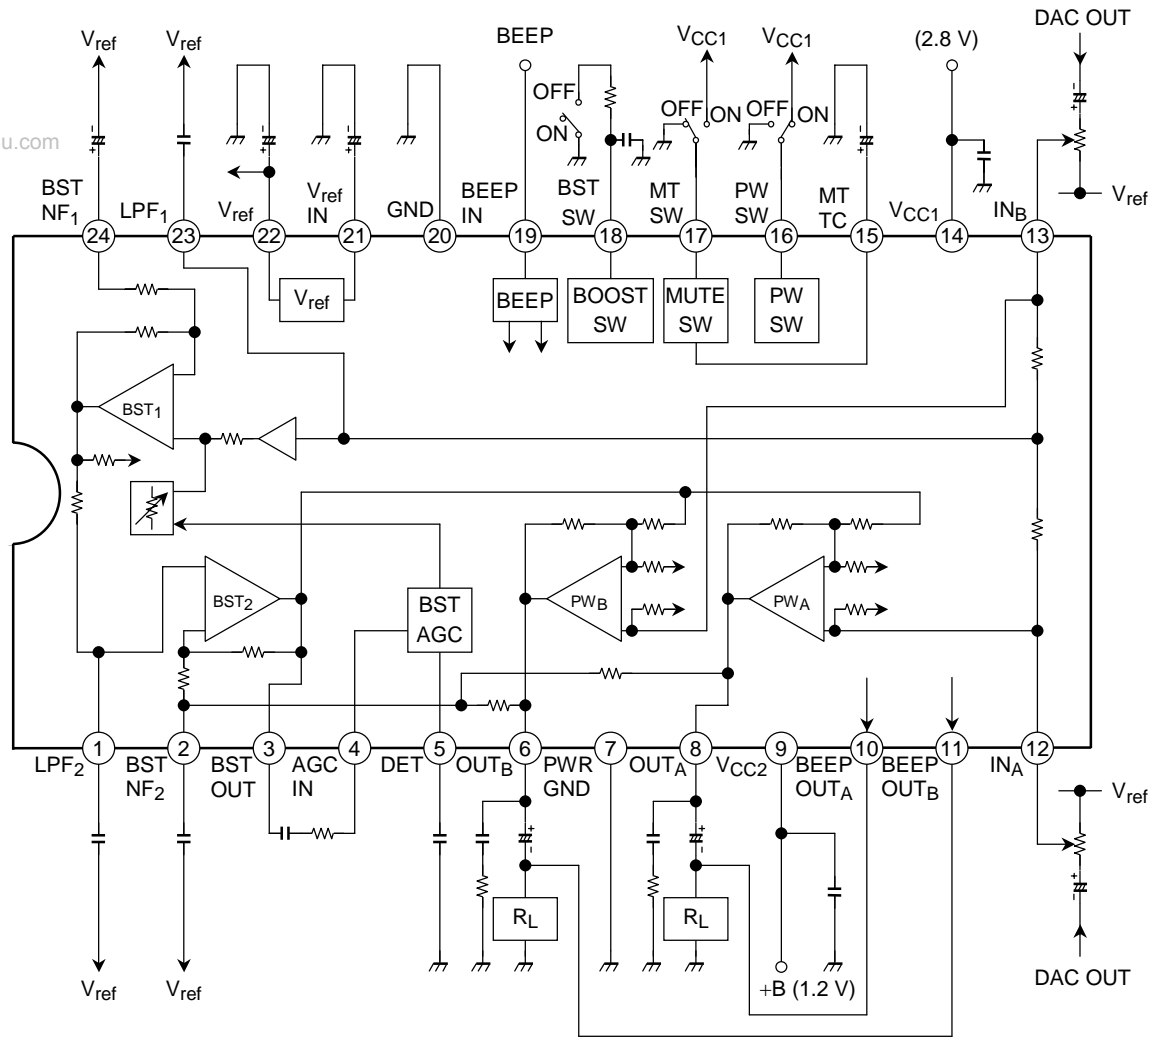 DAC OUT
BEEP
Vref
Vref
VCC1
VCC1
(2.8 V)
OFF
ON
OFF
ON
OFF
ON
u.com
Vref
BST NF1
LPF1
Vref
Vref IN
GND
BEEP IN
BST SW
MT SW
PW SW
MT TC
VCC1
INB
24
23
22
21
20
19
18
17
16
15
14
13
Vref
BEEP
BOOST SW
MUTE SW
PW SW
BST1
BST2
BST AGC
PWB
PWA
1
2
3
4
5
6
7
8
9
10
11
12
LPF2
BST NF2
BST OUT
AGC IN
DET
OUTB
PWR GND
OUTA
VCC2
BEEP OUTA
BEEP OUTB
INA
Vref
RL
RL
Vref
Vref
+B (1.2 V)
DAC OUT